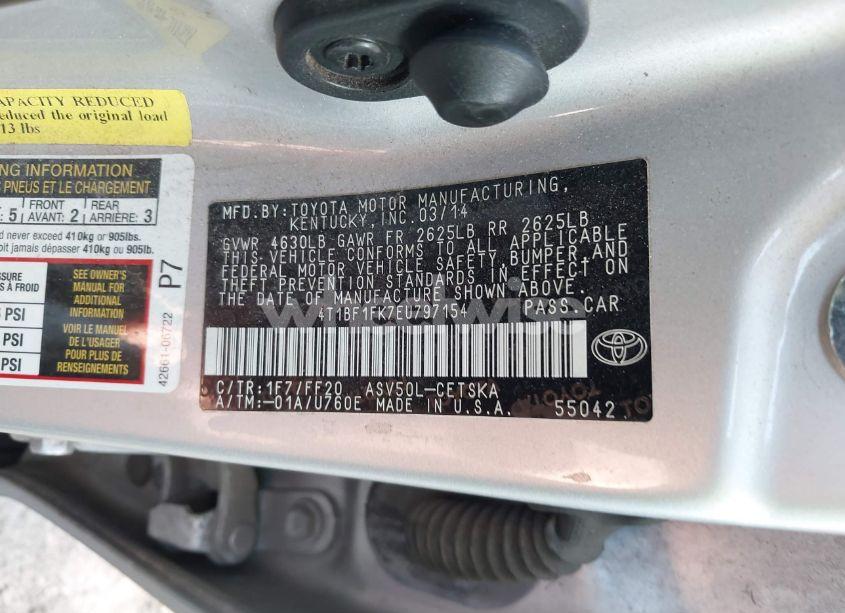 APACITY REDUCED
educed the original load
13 lbs
NG INFORMATION
PNEUS ET LE CHARGEMENT
5 FRONT AVANT: 2 REAR ARRIÈRE: 3
never exceed 410kg or 905lbs.
doit jamais dépasser 410 kg ou 905lb.
SSURE
S À FROID
PSI
PSI
SEE OWNER'S
MANUAL FOR
ADDITIONAL
INFORMATION
VOIR LE MANUEL
DE L'USAGER
POUR PLUS DE
RENSEIGNEMENTS
P7
42661-06722
MFD.BY: TOYOTA MOTOR MANUFACTURING,
KENTUCKY, INC. 03/14
GVWR 4630LB GAWR FR 2625LB RR 2625LB
THIS VEHICLE CONFORMS TO ALL APPLICABLE
FEDERAL MOTOR VEHICLE SAFETY, BUMPER,AND
THEFT PREVENTION STANDARDS IN EFFECT ON
THE DATE OF MANUFACTURE SHOWN ABOVE.
4T1BF1FK7EU797154 PASS.CAR
C/TR: 1F7/FF20 ASV50L-CETSKA
A/TM: -01A/U760E MADE IN U.S.A. 55042